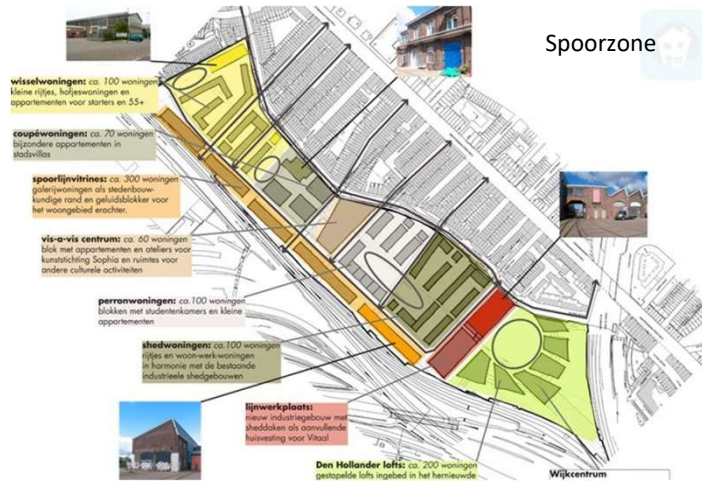 Spoorzone
wisselwoningen: ca. 100 woningen
kleine rijtjes, hofjeswoningen en
appartementen voor starters en 55+
coupéwoningen: ca. 70 woningen
bijzondere appartementen in
stadsvillas
spoorlijnvitrines: ca. 300 woningen
galerijwoningen als stedenbouw-
kundige rand en geluidsblokker voor
het woongebied erachter.
vis-a-vis centrum: ca. 60 woningen
blok met appartementen en ateliers voor
kunststichting Sophia en ruimtes voor
andere culturele activiteiten
perronwoningen: ca.100 woningen
blokken met studentenkamers en kleine
appartementen
shedwoningen: ca.100 woningen
rijtjes en woon-werk-woningen
in harmonie met de bestaande
industrieele shedgebouwen
lijnwerkplaats:
nieuw industriegebouw met
sheddaken als aanvullende
huisvesting voor Vitaal
Den Hollander lofts: ca. 200 woningen
gestapelde lofts ingebed in het hernieuwde
Wijkcentrum